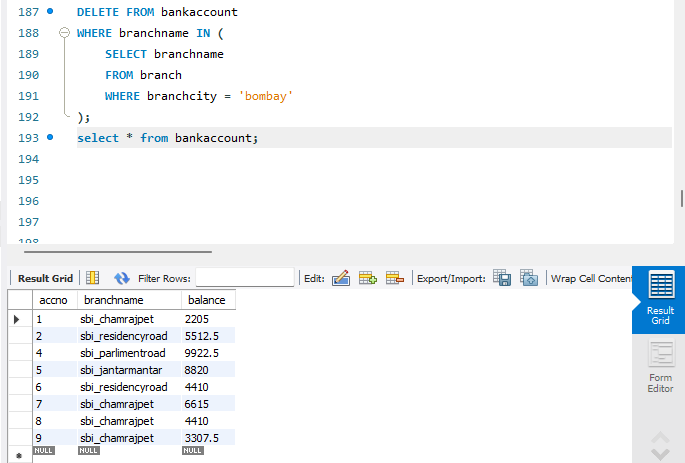 187 DELETE FROM bankaccount
188 WHERE branchname IN (
189 SELECT branchname
190 FROM branch
191 WHERE branchcity = 'bombay'
192 );
193 select * from bankaccount;
194
195
196
197
198
Result Grid Filter Rows: Edit: Export/Import: Wrap Cell Conten
accno branchname balance
1 sbi_chamrajpet 2205
2 sbi_residencyroad 5512.5
4 sbi_parlimentroad 9922.5
5 sbi_jantarmantar 8820
6 sbi_residencyroad 4410
7 sbi_chamrajpet 6615
8 sbi_chamrajpet 4410
9 sbi_chamrajpet 3307.5
NULL NULL NULL
Result
Grid
Form
Editor